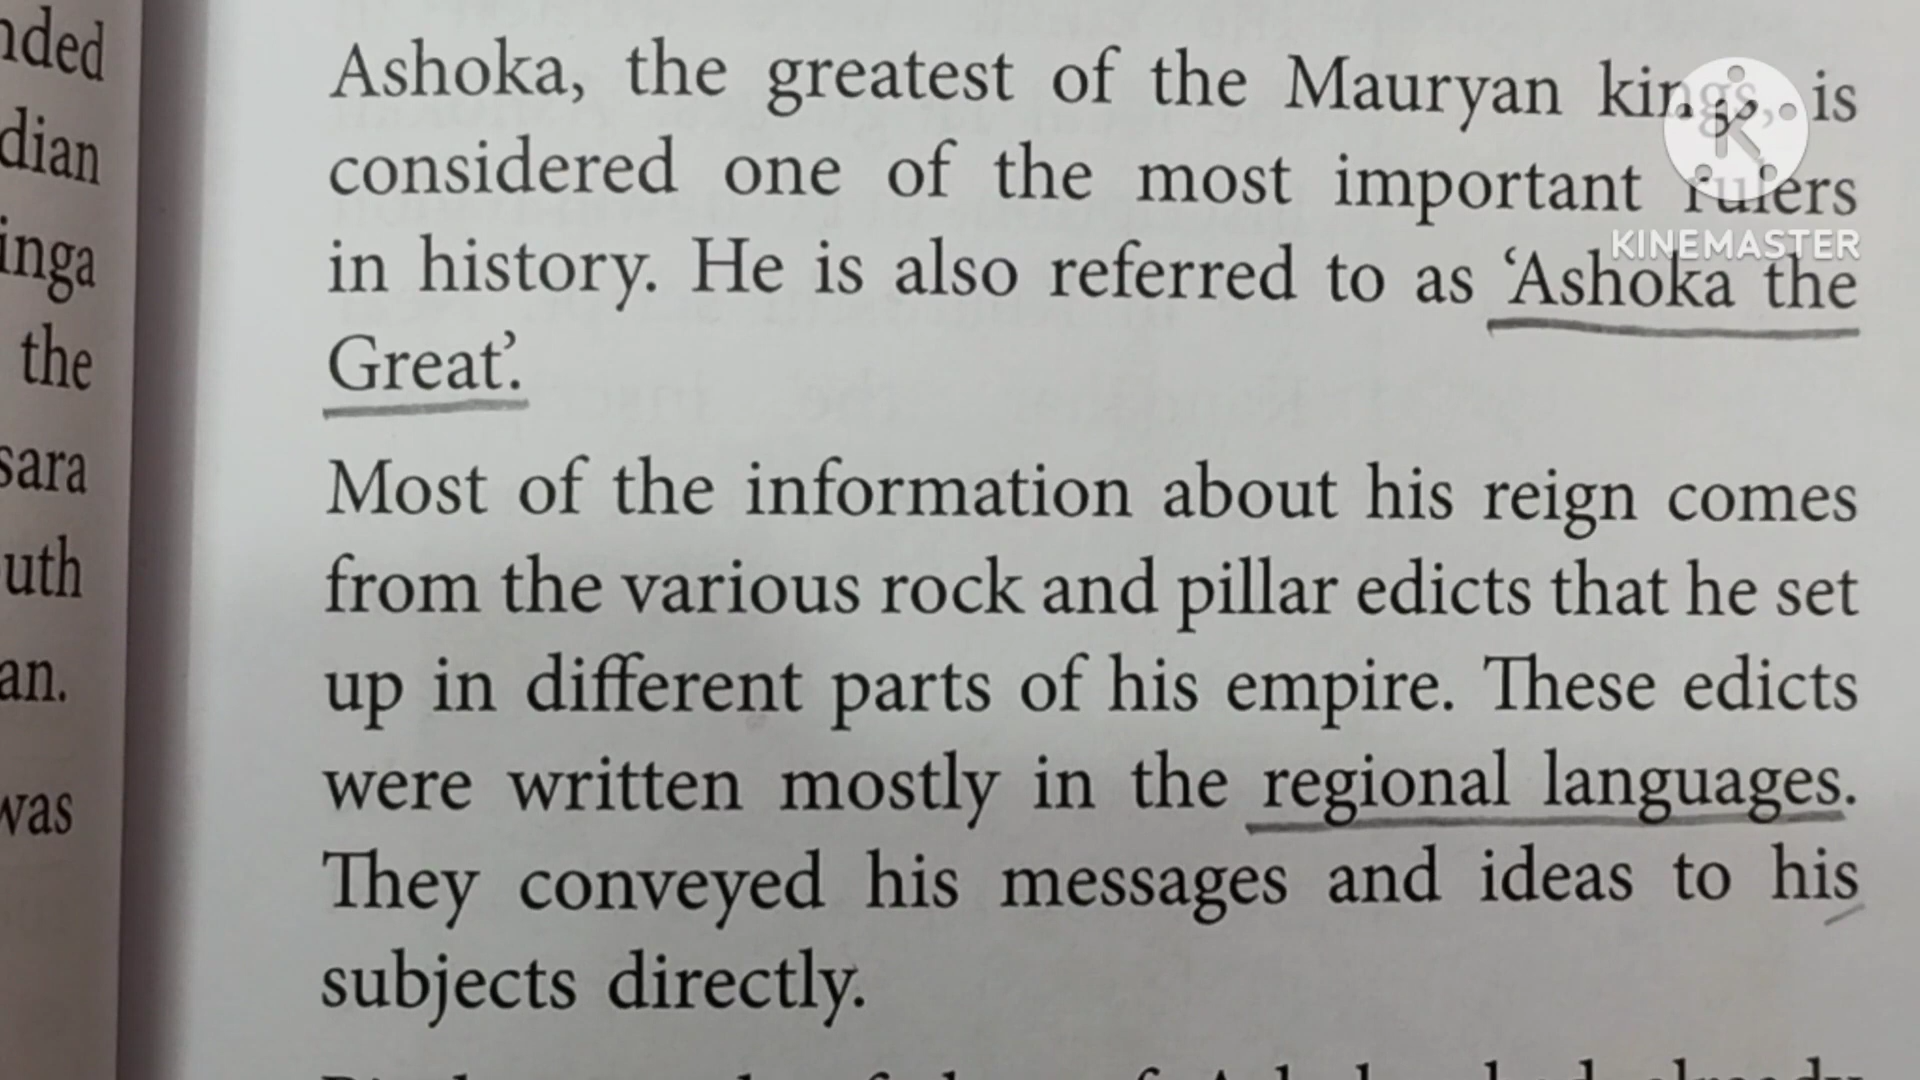 nded
dian
inga
the
sara
uth
an.
was
Ashoka, the greatest of the Mauryan kings, is
considered one of the most important rulers
in history. He is also referred to as ‘Ashoka the
Great’.
Most of the information about his reign comes
from the various rock and pillar edicts that he set
up in different parts of his empire. These edicts
were written mostly in the regional languages.
They conveyed his messages and ideas to his
subjects directly.
KINEMASTER